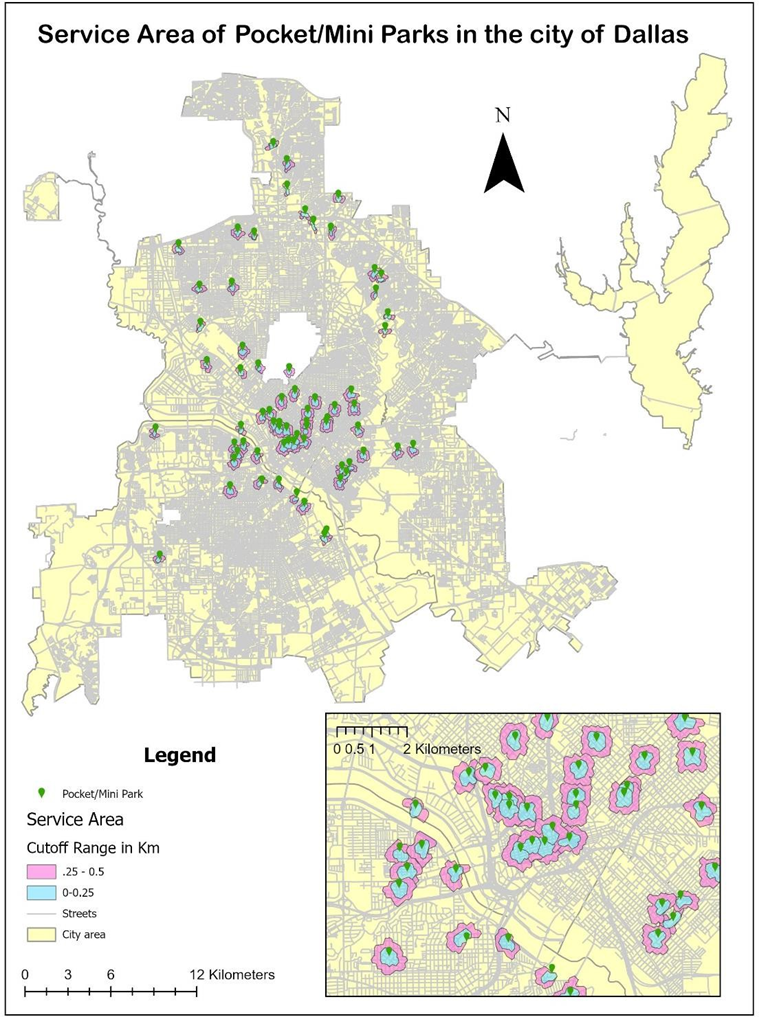 Service Area of Pocket/Mini Parks in the city of Dallas
N
0 0.5 1 2 Kilometers
Legend
Pocket/Mini Park
Service Area
Cutoff Range in Km
.25 - 0.5
0-0.25
Streets
City area
0 3 6 12 Kilometers